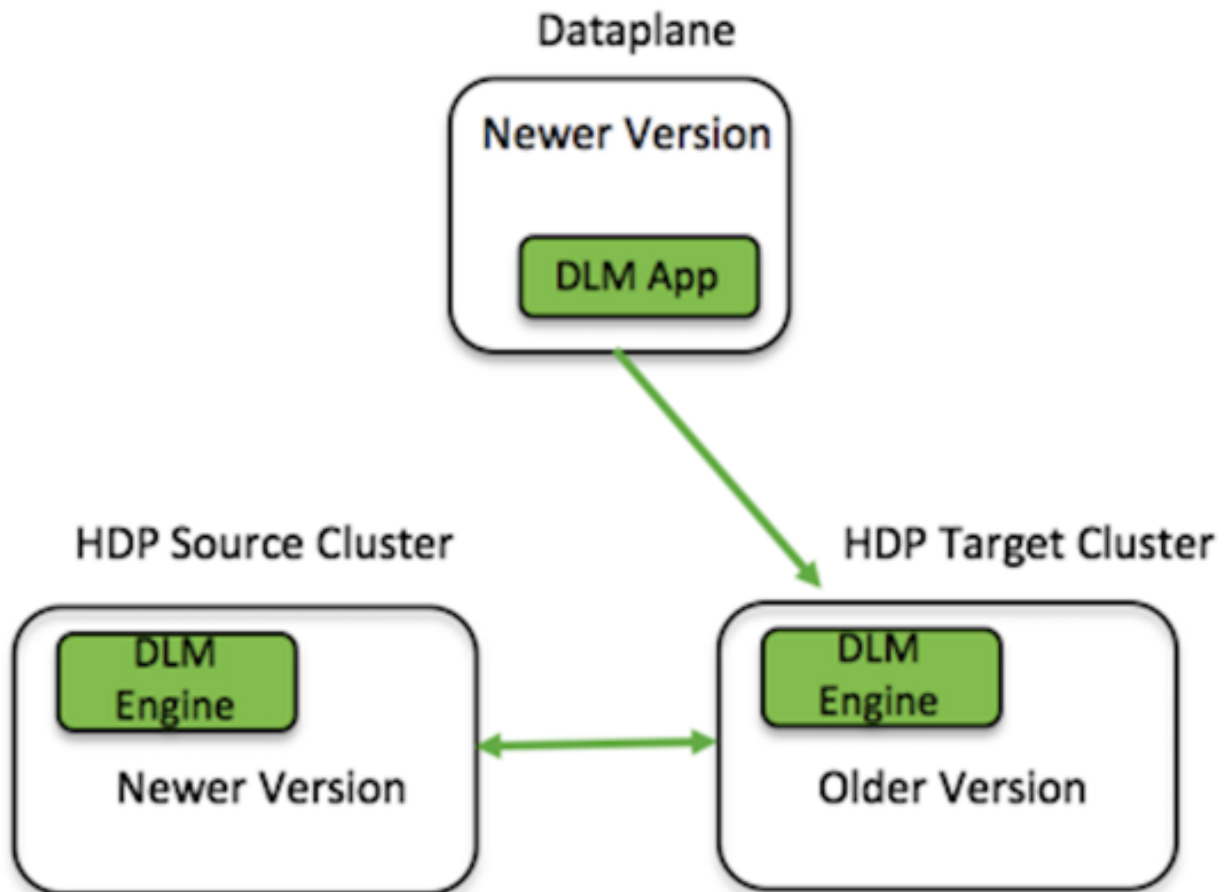 Dataplane
Newer Version
DLM App
HDP Source Cluster
HDP Target Cluster
DLM
Engine
Newer Version
DLM
Engine
Older Version